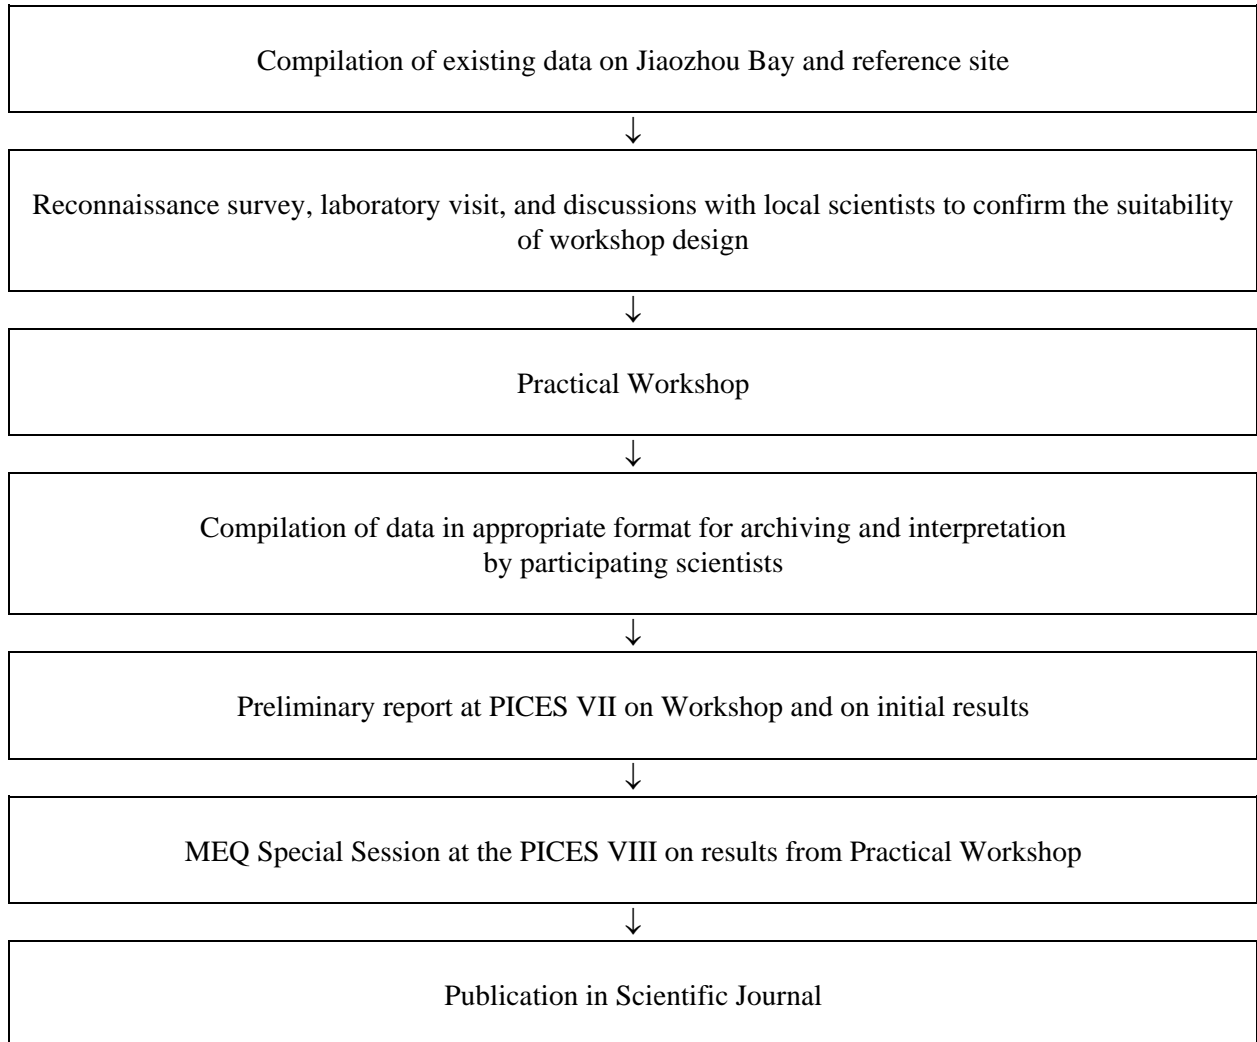 Compilation of existing data on Jiaozhou Bay and reference site
↓
Reconnaissance survey, laboratory visit, and discussions with local scientists to confirm the suitability
of workshop design
↓
Practical Workshop
↓
Compilation of data in appropriate format for archiving and interpretation
by participating scientists
↓
Preliminary report at PICES VII on Workshop and on initial results
↓
MEQ Special Session at the PICES VIII on results from Practical Workshop
↓
Publication in Scientific Journal